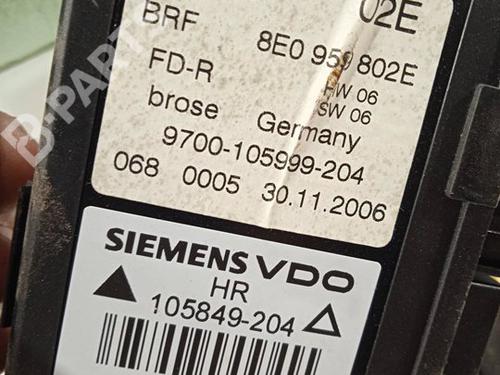 02E
BRF 8E0 959 802E
FD-R HW 06
SW 06
brose Germany
9700-105999-204
068 0005 30.11.2006
SIEMENS VDO
HR
105849-204
B-PARTS